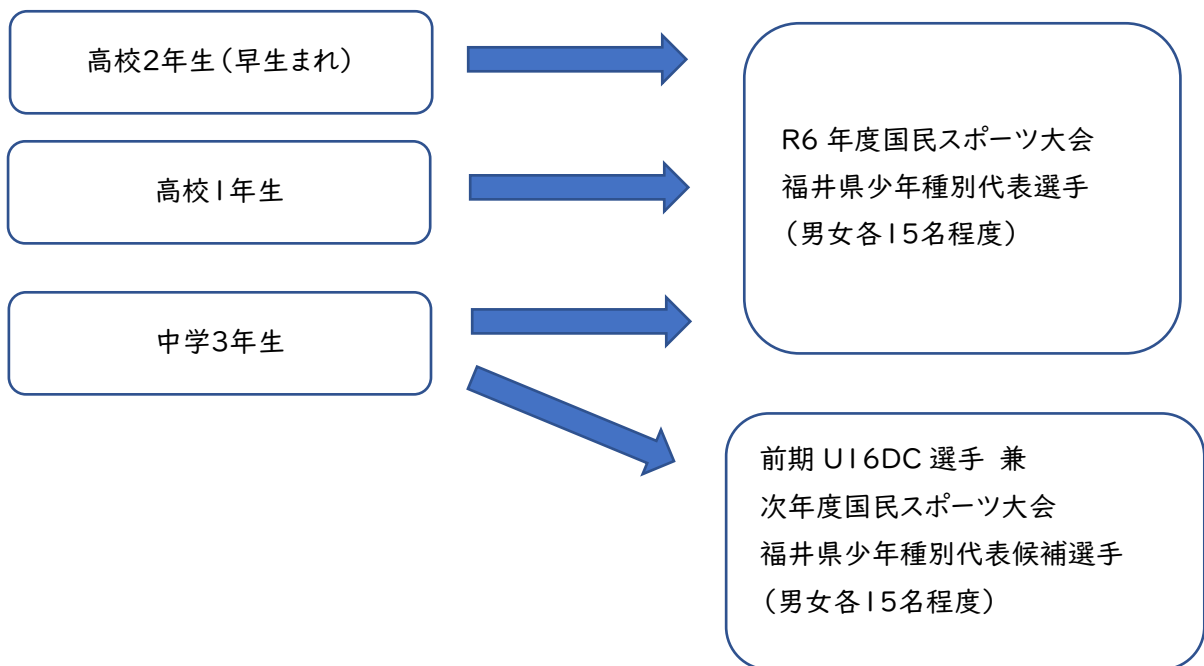 高校2年生(早生まれ)
高校1年生
中学3年生
R6 年度国民スポーツ大会
福井県少年種別代表選手
(男女各15名程度)
前期 U16DC 選手 兼
次年度国民スポーツ大会
福井県少年種別代表候補選手
(男女各15名程度)